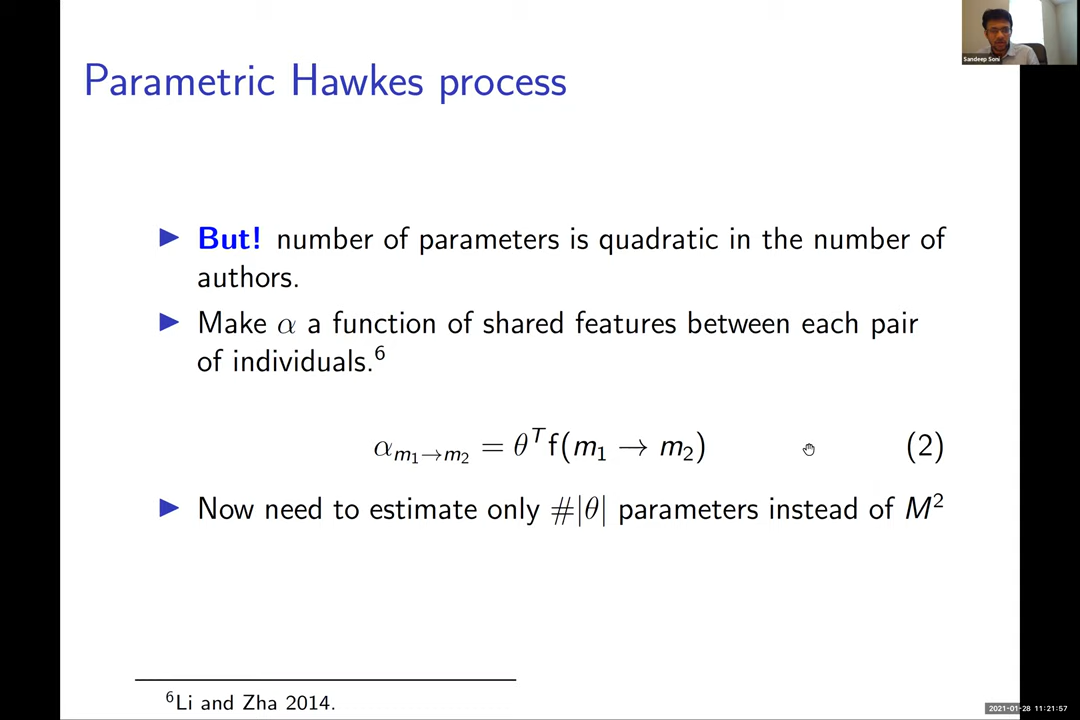 Parametric Hawkes process
Sandeep Soni
▶ But! number of parameters is quadratic in the number of
authors.
▶ Make α a function of shared features between each pair
of individuals.⁶
α_{m₁→m₂} = θᵀf(m₁ → m₂) (2)
▶ Now need to estimate only #|θ| parameters instead of M²
⁶Li and Zha 2014.
2021-01-28 11:21:57